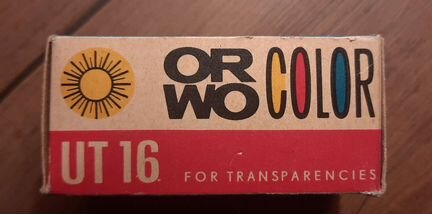 OR
WO COLOR
UT 16 FOR TRANSPARENCIES